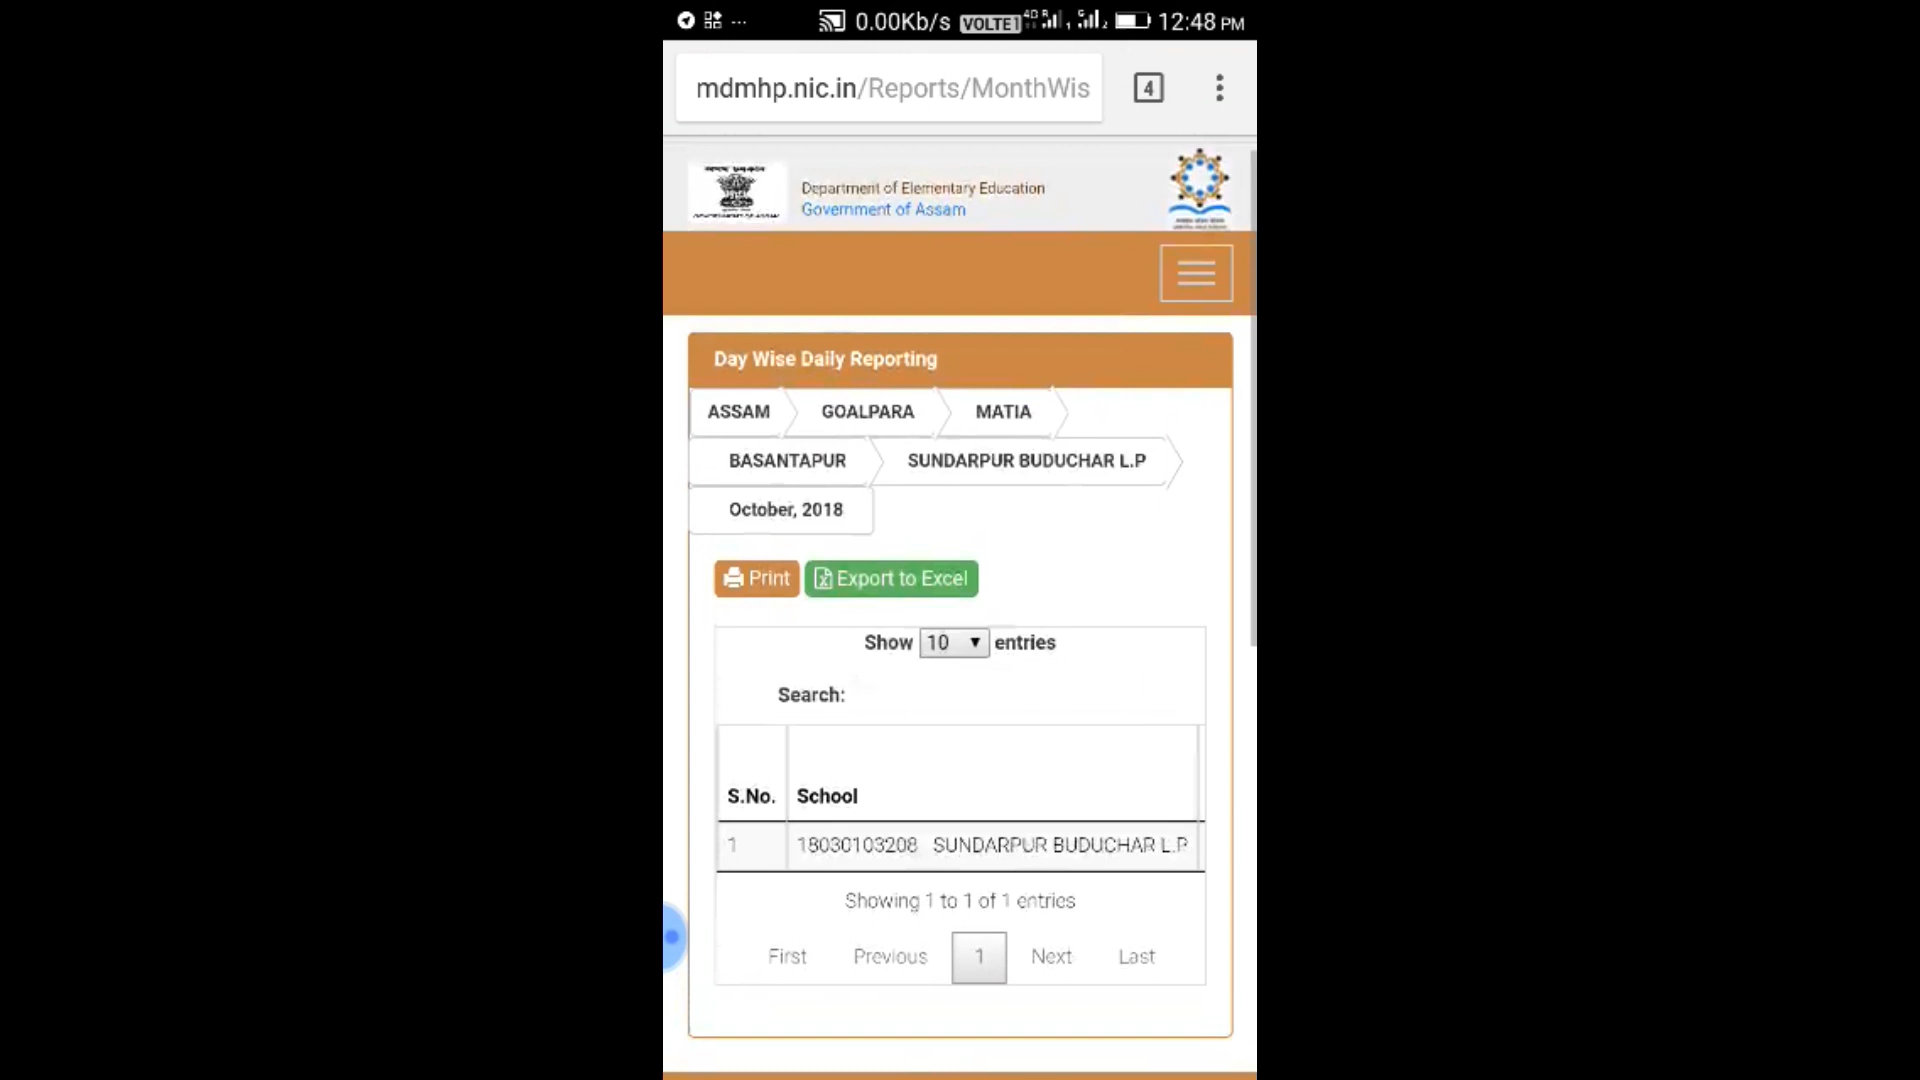 ... 0.00Kb/s VOLTE1 12:48 PM
mdmhp.nic.in/Reports/MonthWis 4
Department of Elementary Education
Government of Assam
Day Wise Daily Reporting
ASSAM GOALPARA MATIA
BASANTAPUR SUNDARPUR BUDUCHAR L.P
October, 2018
Print Export to Excel
Show 10 entries
Search:
S.No. School
1 18030103208 SUNDARPUR BUDUCHAR L.P
Showing 1 to 1 of 1 entries
First Previous 1 Next Last